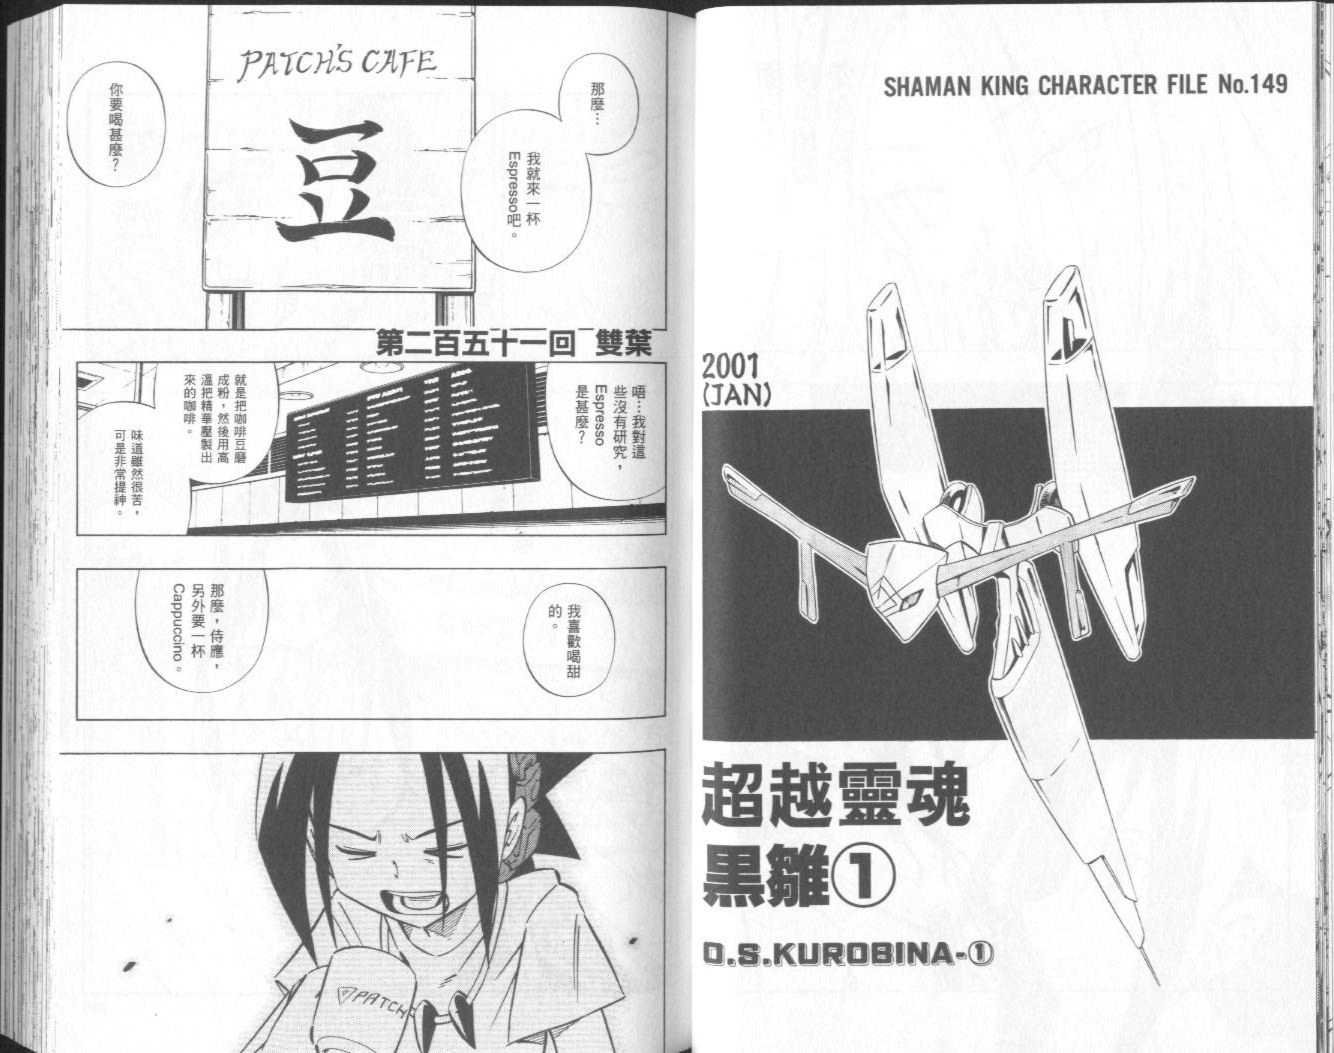 SHAMAN KING CHARACTER FILE No.149
2001
(JAN)
超越靈魂
黒雛①
O.S.KUROBINA-①
PATCH'S CAFE
豆
那麼…
我就來一杯
Espresso吧。
你要喝甚麼?
第二百五十一回 雙葉
唔…我對這
些沒有研究,
Espresso
是甚麼?
就是把咖啡豆磨
成粉,然後用高
溫把精華壓製出
來的咖啡。
味道雖然很苦,
可是非常提神。
我喜歡喝甜
的。
那麼,侍應,
另外要一杯
Cappuccino。
PATCH